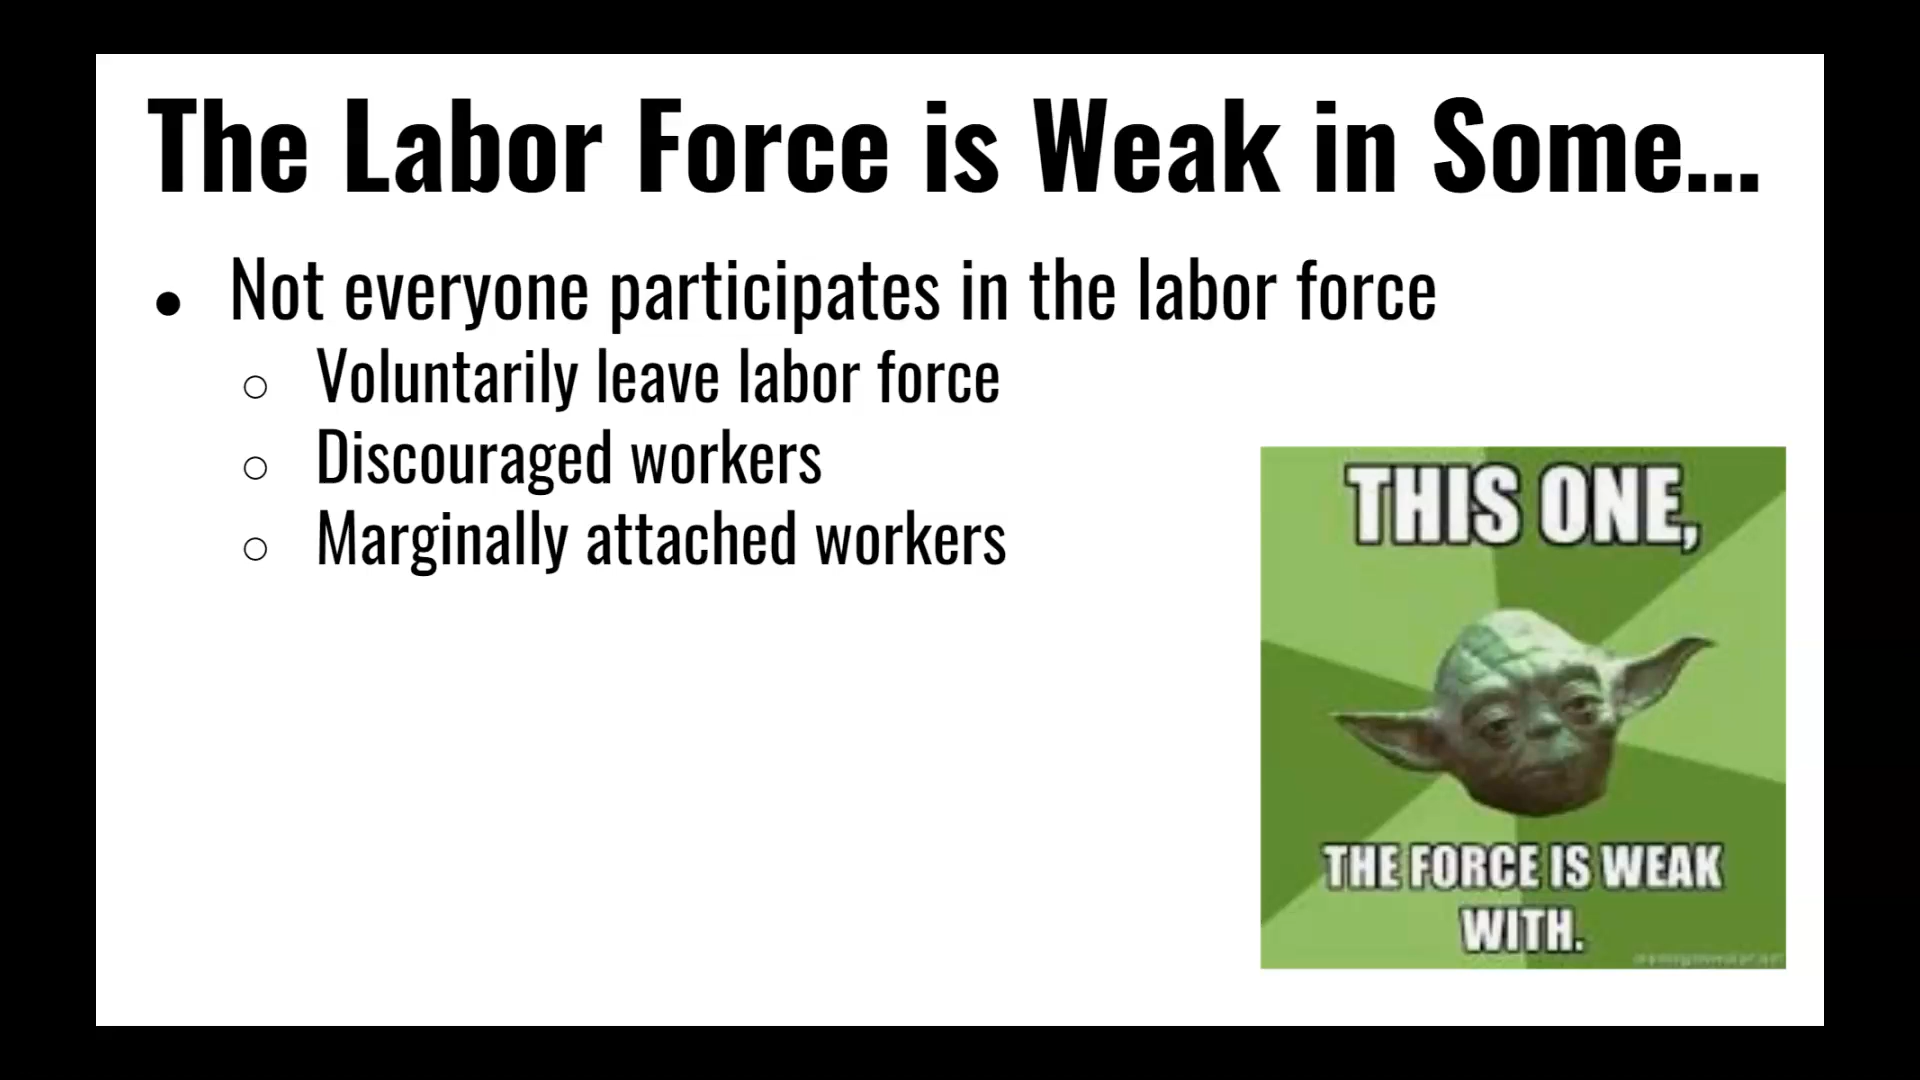 The Labor Force is Weak in Some...
● Not everyone participates in the labor force
○ Voluntarily leave labor force
○ Discouraged workers
○ Marginally attached workers
THIS ONE,
THE FORCE IS WEAK
WITH.